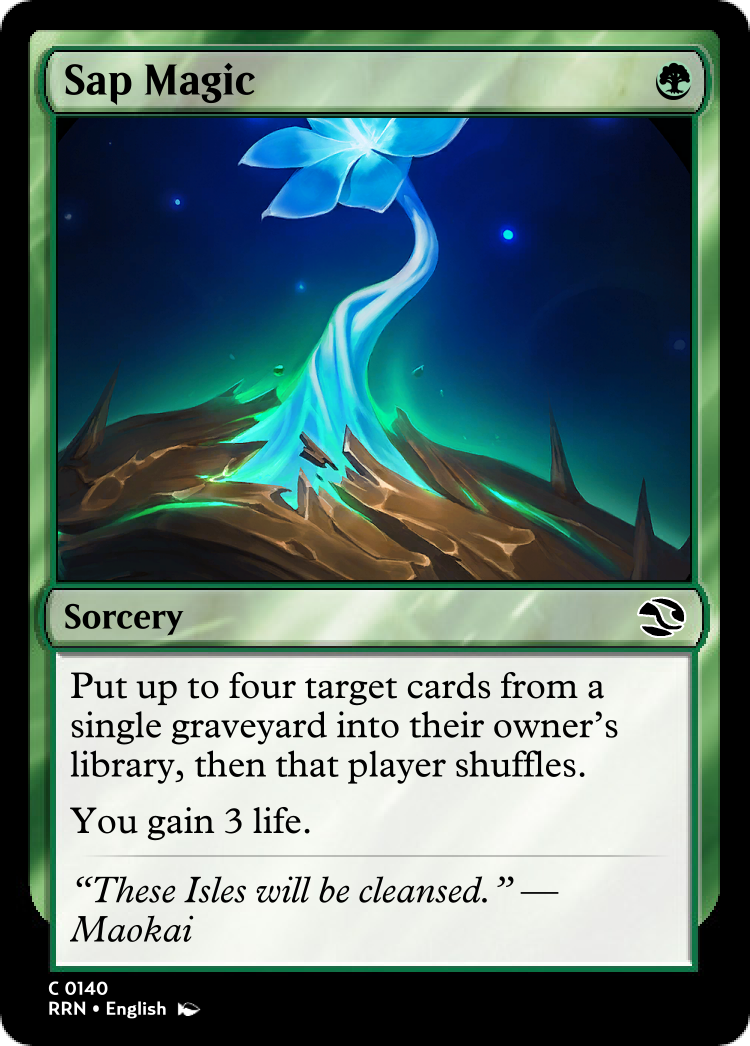 Sap Magic
Sorcery
Put up to four target cards from a
single graveyard into their owner’s
library, then that player shuffles.
You gain 3 life.
“These Isles will be cleansed.” —
Maokai
C 0140
RRN • English